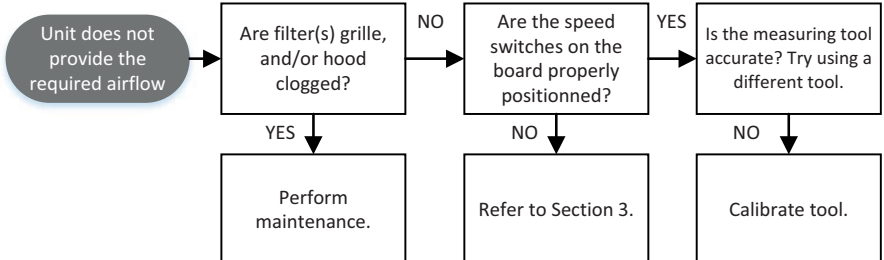 Unit does not
provide the
required airflow
Are filter(s) grille,
and/or hood
clogged?
NO
Are the speed
switches on the
board properly
positionned?
YES
Is the measuring tool
accurate? Try using a
different tool.
YES
NO
NO
Perform
maintenance.
Refer to Section 3.
Calibrate tool.